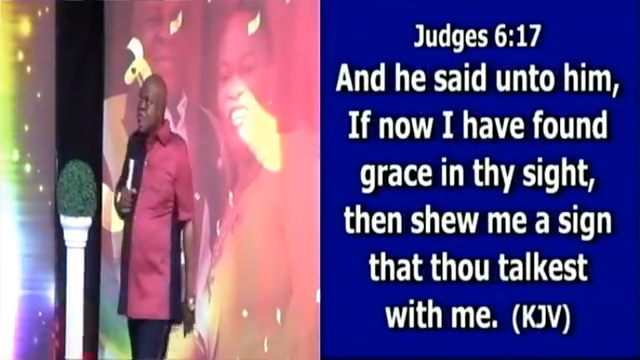 Judges 6:17
And he said unto him,
If now I have found
grace in thy sight,
then shew me a sign
that thou talkest
with me. (KJV)